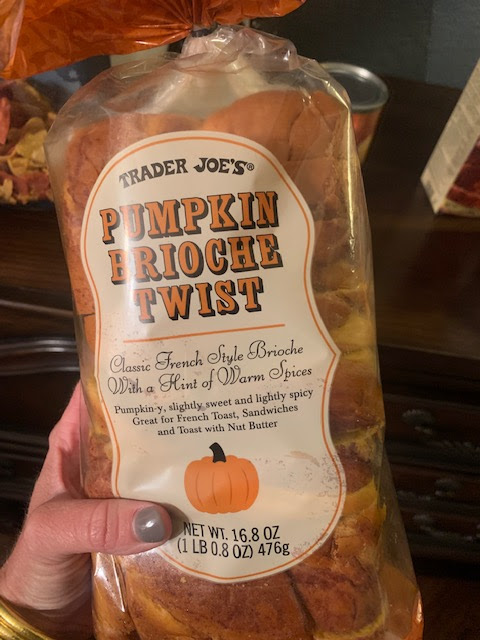 TRADER JOE'S®
PUMPKIN
BRIOCHE
TWIST
Classic French Style Brioche
With a Hint of Warm Spices
Pumpkin-y, slightly sweet and lightly spicy
Great for French Toast, Sandwiches
and Toast with Nut Butter
NET WT. 16.8 OZ
(1 LB 0.8 OZ) 476g